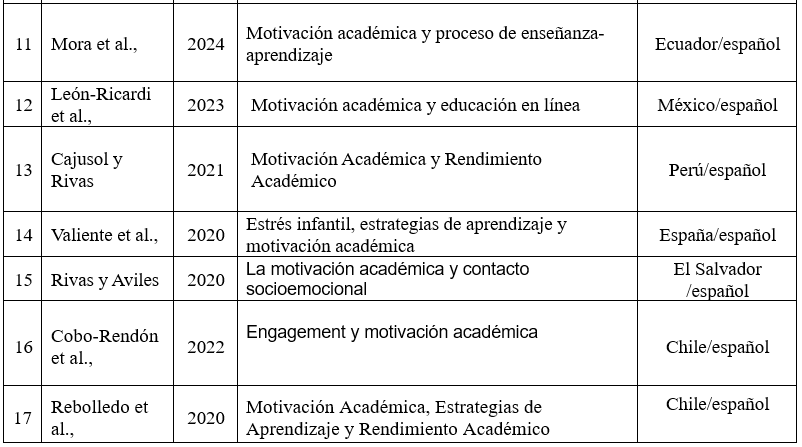 11 Mora et al., 2024 Motivación académica y proceso de enseñanza-
aprendizaje Ecuador/español
12 León-Ricardi
et al., 2023 Motivación académica y educación en línea México/español
13 Cajusol y
Rivas 2021 Motivación Académica y Rendimiento
Académico Perú/español
14 Valiente et al., 2020 Estrés infantil, estrategias de aprendizaje y
motivación académica España/español
15 Rivas y Aviles 2020 La motivación académica y contacto
socioemocional El Salvador
/español
16 Cobo-Rendón
et al., 2022 Engagement y motivación académica Chile/español
17 Rebolledo et
al., 2020 Motivación Académica, Estrategias de
Aprendizaje y Rendimiento Académico Chile/español